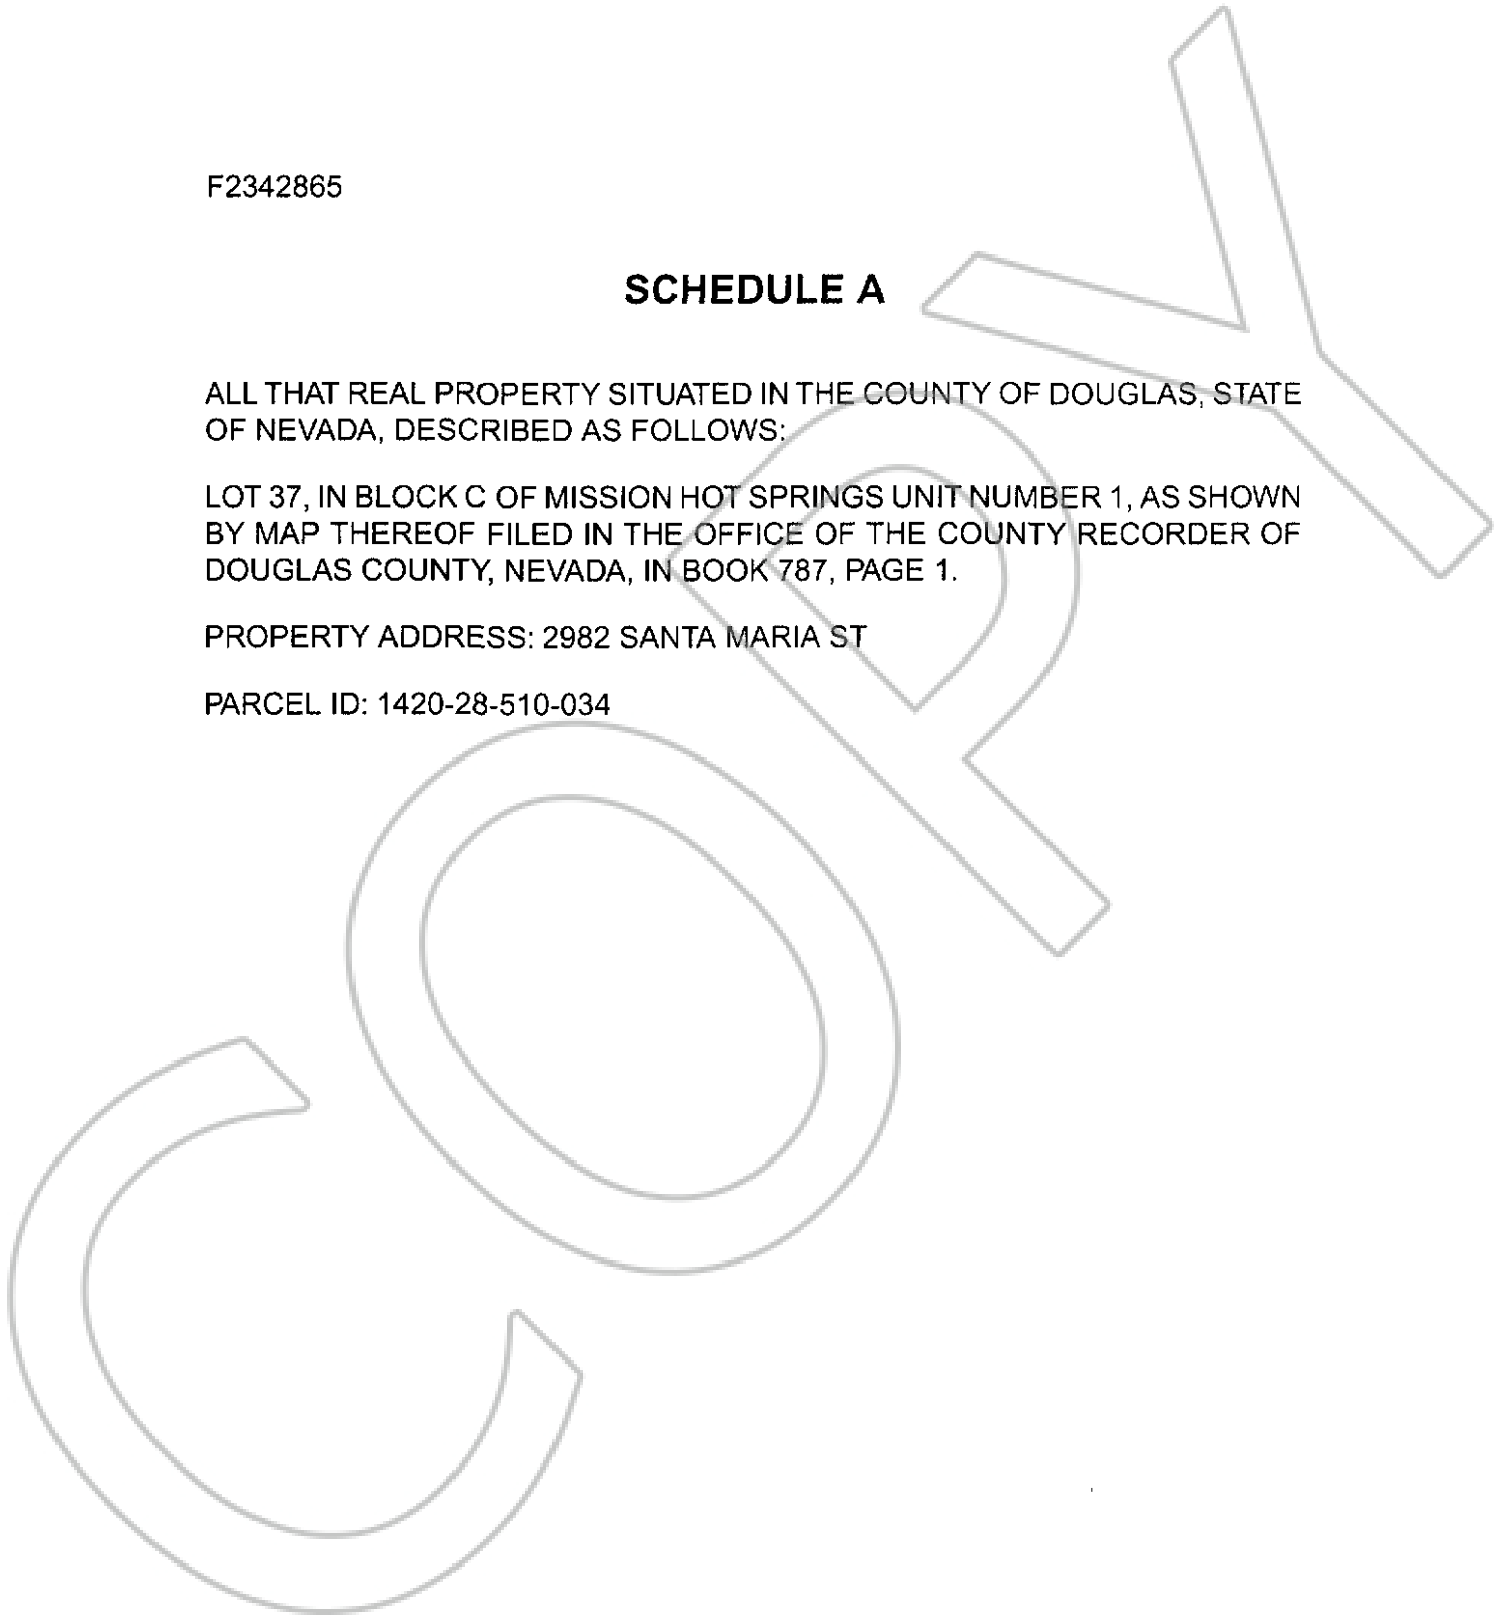 F2342865
SCHEDULE A
ALL THAT REAL PROPERTY SITUATED IN THE COUNTY OF DOUGLAS, STATE
OF NEVADA, DESCRIBED AS FOLLOWS:
LOT 37, IN BLOCK C OF MISSION HOT SPRINGS UNIT NUMBER 1, AS SHOWN
BY MAP THEREOF FILED IN THE OFFICE OF THE COUNTY RECORDER OF
DOUGLAS COUNTY, NEVADA, IN BOOK 787, PAGE 1.
PROPERTY ADDRESS: 2982 SANTA MARIA ST
PARCEL ID: 1420-28-510-034
COPY